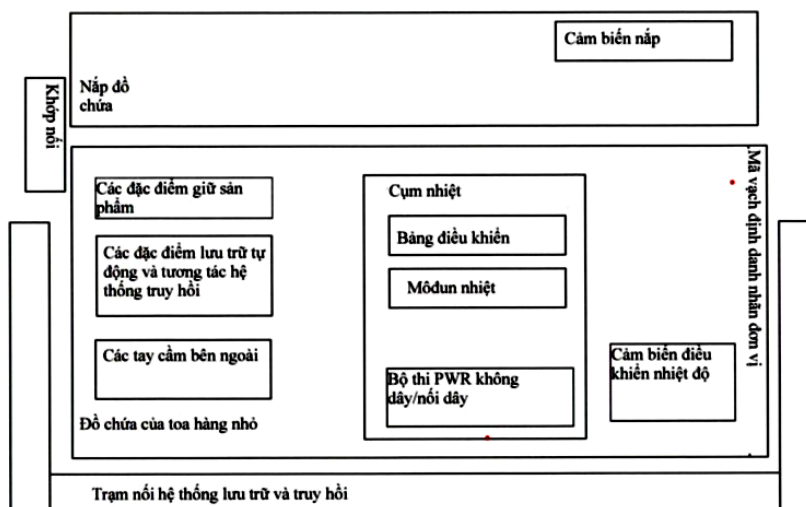 Cảm biến nắp
Nắp đồ
chứa
Khớp nối
Các đặc điểm giữ sản
phẩm
Các đặc điểm lưu trữ tự
động và tương tác hệ
thống truy hồi
Các tay cầm bên ngoài
Đồ chứa của toa hàng nhỏ
Cụm nhiệt
Bảng điều khiển
Môđun nhiệt
Bộ thi PWR không
dây/nối dây
Cảm biến điều
khiển nhiệt độ
Mã vạch định danh nhãn đơn vị
Trạm nối hệ thống lưu trữ và truy hồi